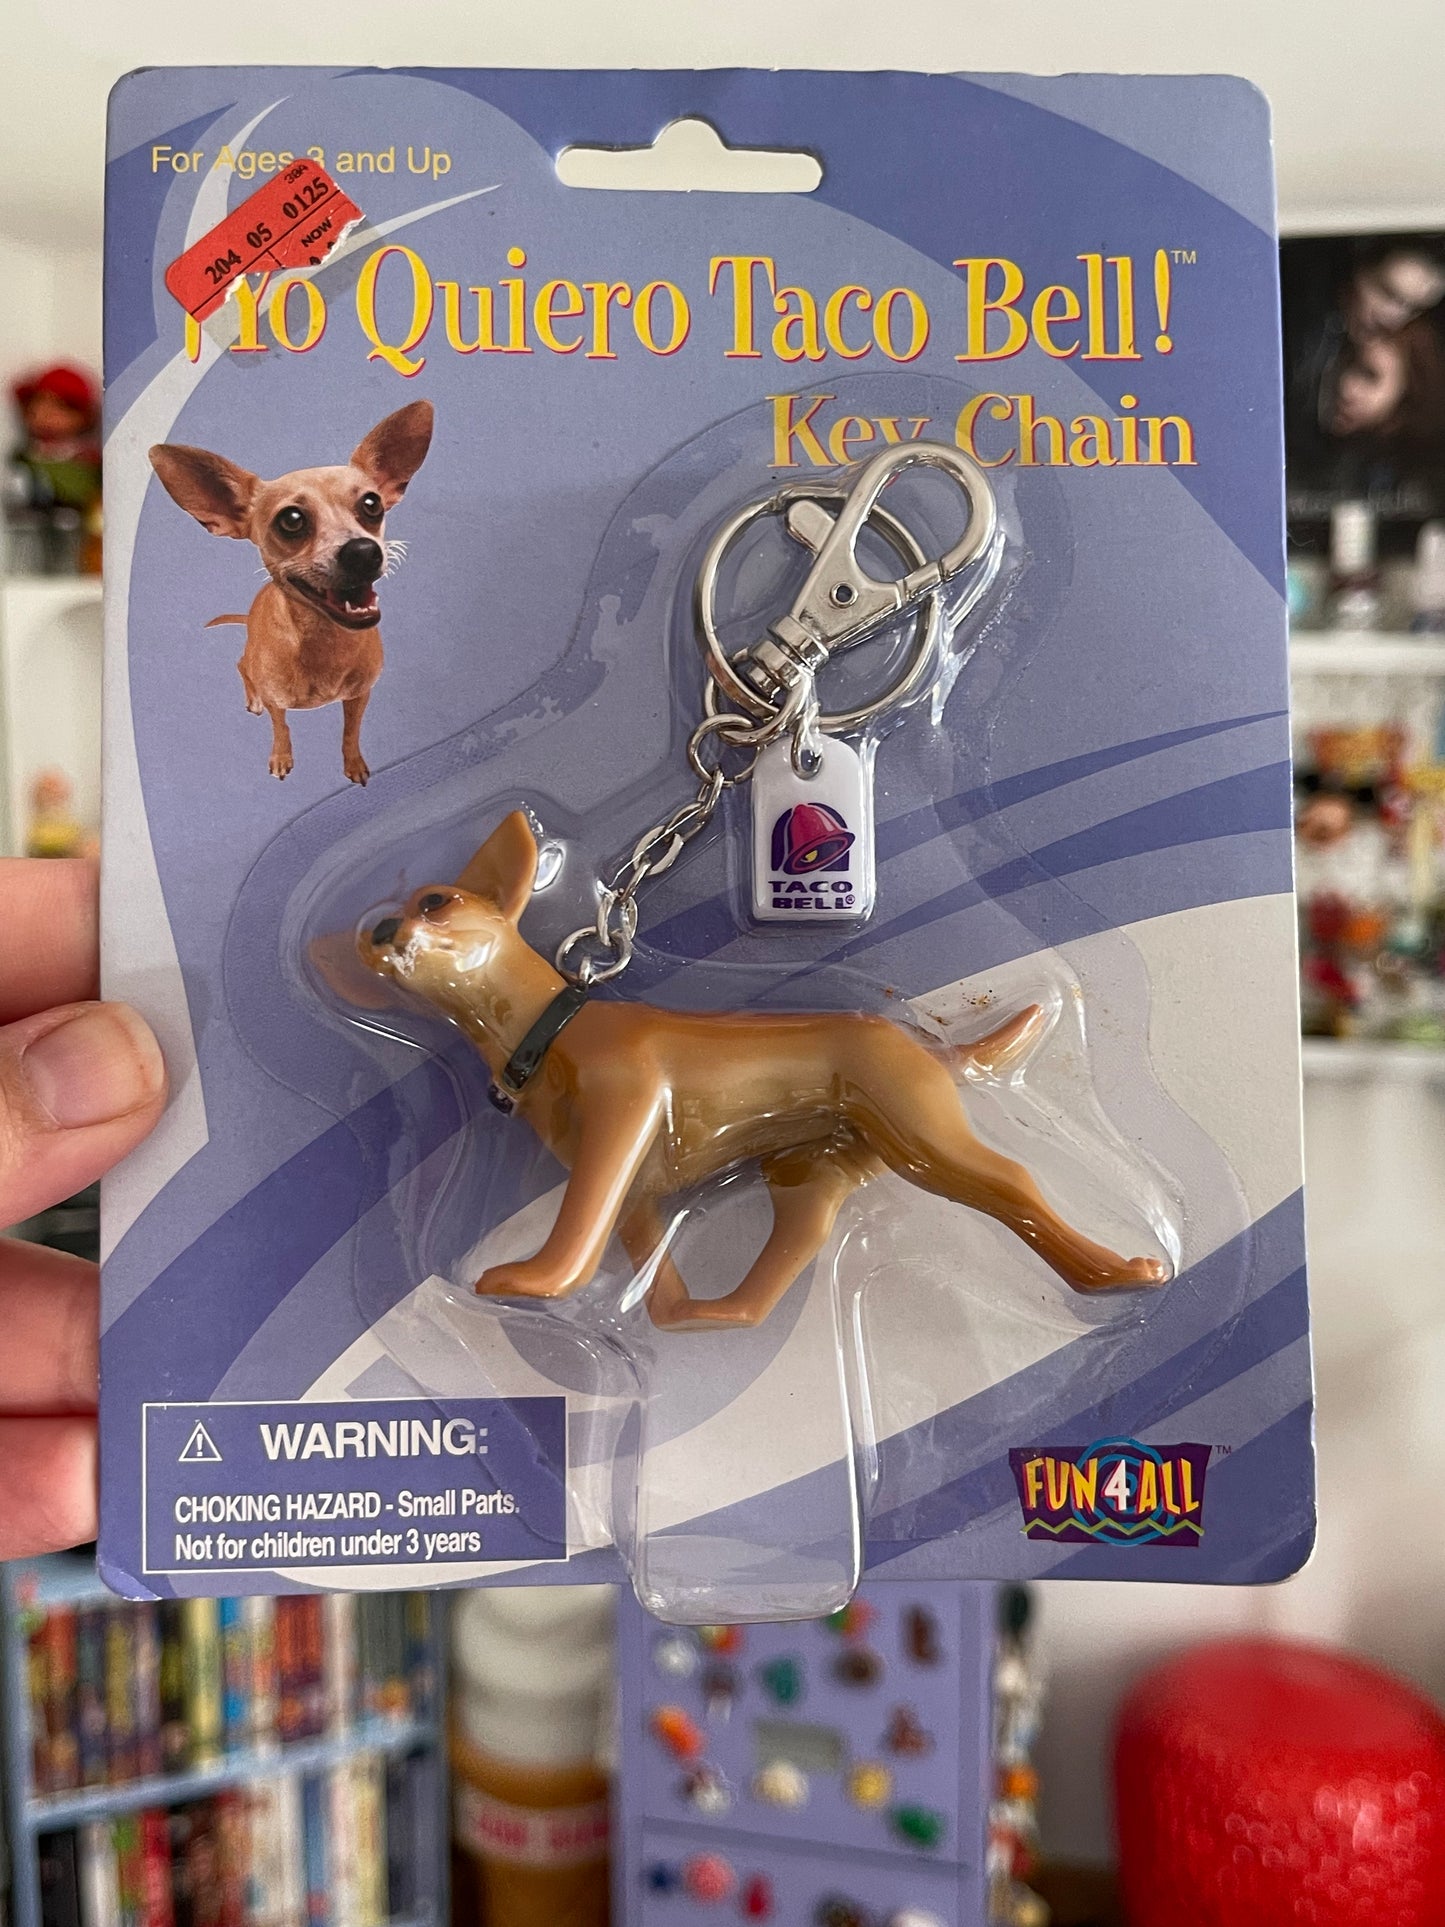 For Ages 3 and Up
38A
204 05 0125
NOW
¡Yo Quiero Taco Bell!™
Key Chain
TACO
BELL®
WARNING:
CHOKING HAZARD - Small Parts.
Not for children under 3 years
FUN4ALL™